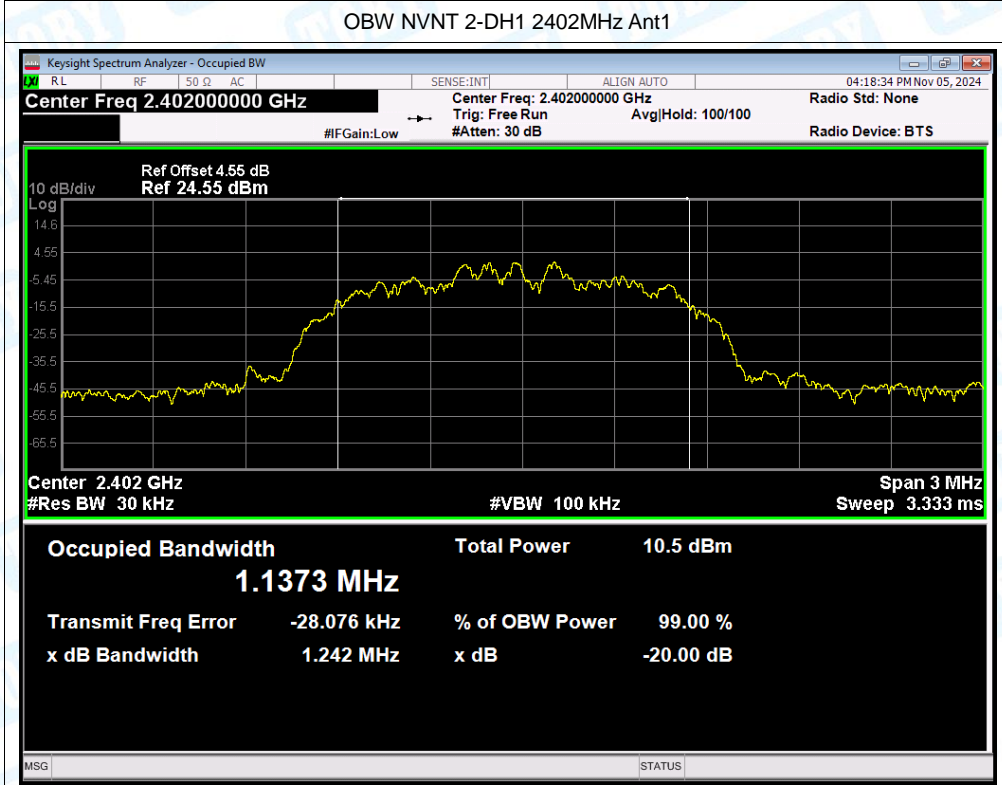 OBW NVNT 2-DH1 2402MHz Ant1
Keysight Spectrum Analyzer - Occupied BW
LXI RL RF 50 Ω AC SENSE:INT ALIGN AUTO 04:18:34 PM Nov 05, 2024
Center Freq 2.402000000 GHz
Center Freq: 2.402000000 GHz
Radio Std: None
Trig: Free Run
Avg|Hold: 100/100
#IFGain:Low
#Atten: 30 dB
Radio Device: BTS
Ref Offset 4.55 dB
10 dB/div Ref 24.55 dBm
Log
14.6
4.55
-5.45
-15.5
-25.5
-35.5
-45.5
-55.5
-65.5
Center 2.402 GHz Span 3 MHz
#Res BW 30 kHz #VBW 100 kHz Sweep 3.333 ms
Occupied Bandwidth Total Power 10.5 dBm
1.1373 MHz
Transmit Freq Error -28.076 kHz % of OBW Power 99.00 %
x dB Bandwidth 1.242 MHz x dB -20.00 dB
MSG STATUS